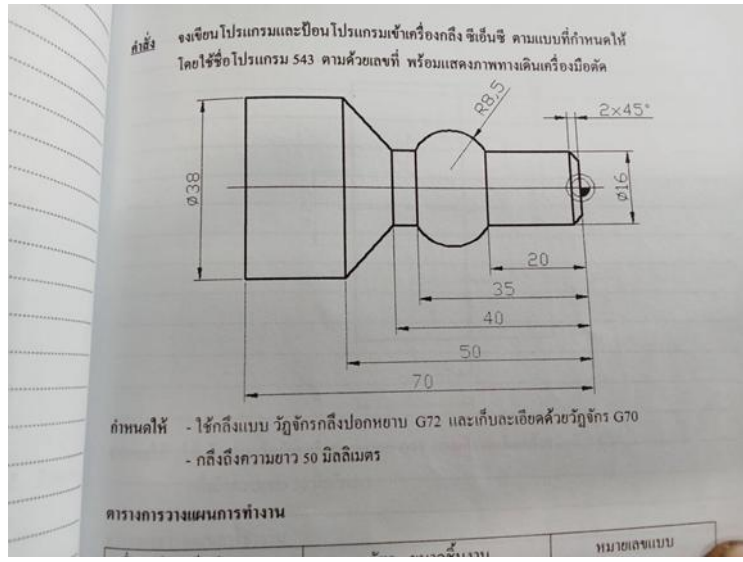 คำสั่ง จงเขียนโปรแกรมและป้อนโปรแกรมเข้าเครื่องกลึง ซีเอ็นซี ตามแบบที่กำหนดให้
โดยใช้ชื่อโปรแกรม 543 ตามด้วยเลขที่ พร้อมแสดงภาพทางเดินเครื่องมือตัด
R8,5
2x45°
ø38
ø16
20
35
40
50
70
กำหนดให้ - ใช้กลึงแบบ วัฏจักรกลึงปอกหยาบ G72 และเก็บละเอียดด้วยวัฏจักร G70
- กลึงถึงความยาว 50 มิลลิเมตร
ตารางการวางแผนการทำงาน
หมายเลขแบบ